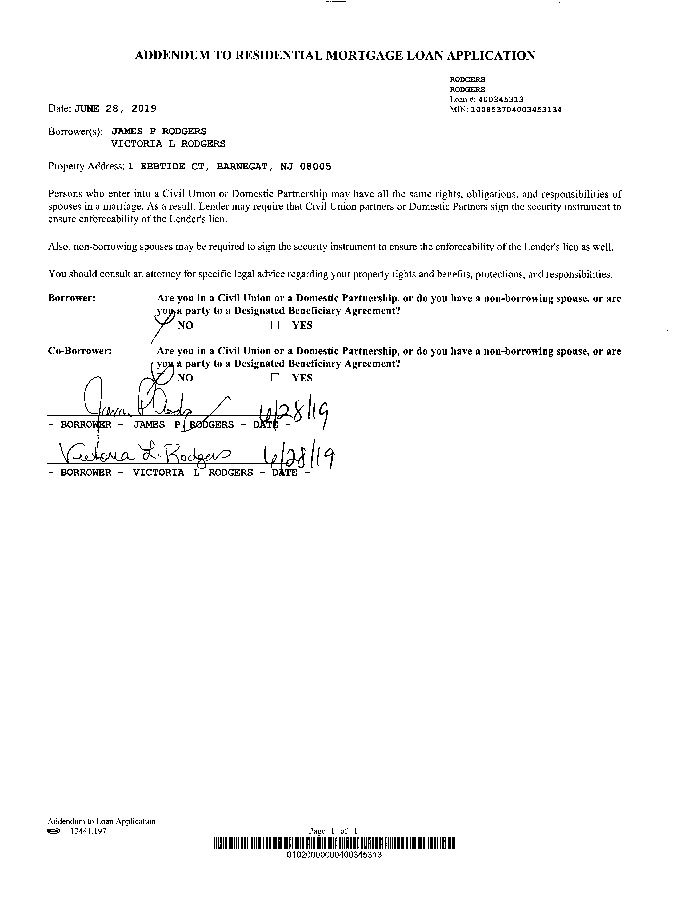 ADDENDUM TO RESIDENTIAL MORTGAGE LOAN APPLICATION
RODGERS
RODGERS
Loan #: 400345313
MIN: 100853704003453134
Date: JUNE 28, 2019
Borrower(s): JAMES P RODGERS
VICTORIA L RODGERS
Property Address: 1 EBBTIDE CT, BARNEGAT, NJ 08005
Persons who enter into a Civil Union or Domestic Partnership may have all the same rights, obligations, and responsibilities of
spouses in a marriage. As a result, Lender may require that Civil Union partners or Domestic Partners sign the security instrument to
ensure enforceability of the Lender's lien.
Also, non-borrowing spouses may be required to sign the security instrument to ensure the enforceability of the Lender's lien as well.
You should consult an attorney for specific legal advice regarding your property rights and benefits, protections, and responsibilities.
Borrower: Are you in a Civil Union or a Domestic Partnership, or do you have a non-borrowing spouse, or are
you a party to a Designated Beneficiary Agreement?
NO YES
Co-Borrower: Are you in a Civil Union or a Domestic Partnership, or do you have a non-borrowing spouse, or are
you a party to a Designated Beneficiary Agreement?
NO YES
6/28/19
- BORROWER - JAMES P RODGERS - DATE -
Victoria L. Rodgers 6/28/19
- BORROWER - VICTORIA L RODGERS - DATE -
Addendum to Loan Application
13441.197
Page 1 of 1
0102000000400345313